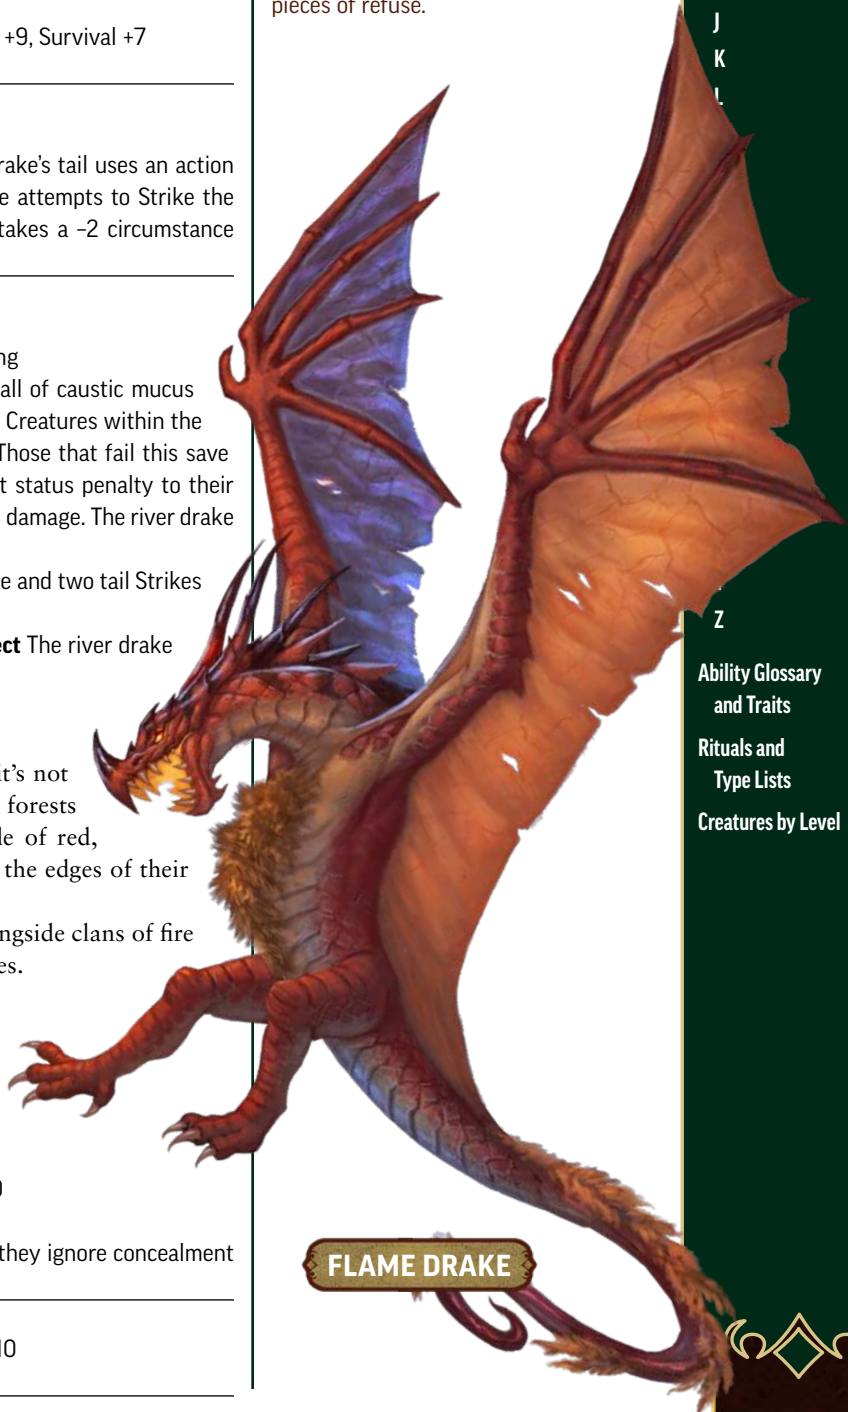 pieces of refuse.
+9, Survival +7
rake's tail uses an action
e attempts to Strike the
takes a –2 circumstance
ng
all of caustic mucus
Creatures within the
Those that fail this save
t status penalty to their
damage. The river drake
e and two tail Strikes
ect The river drake
it's not
forests
le of red,
the edges of their
ngside clans of fire
es.
they ignore concealment
10
FLAME DRAKE
J
K
L
Z
Ability Glossary
and Traits
Rituals and
Type Lists
Creatures by Level